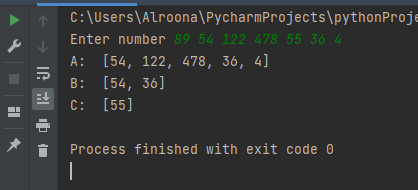 C:\Users\Alroona\PycharmProjects\pythonProje
Enter number 89 54 122 478 55 36 4
A:  [54, 122, 478, 36, 4]
B:  [54, 36]
C:  [55]
Process finished with exit code 0